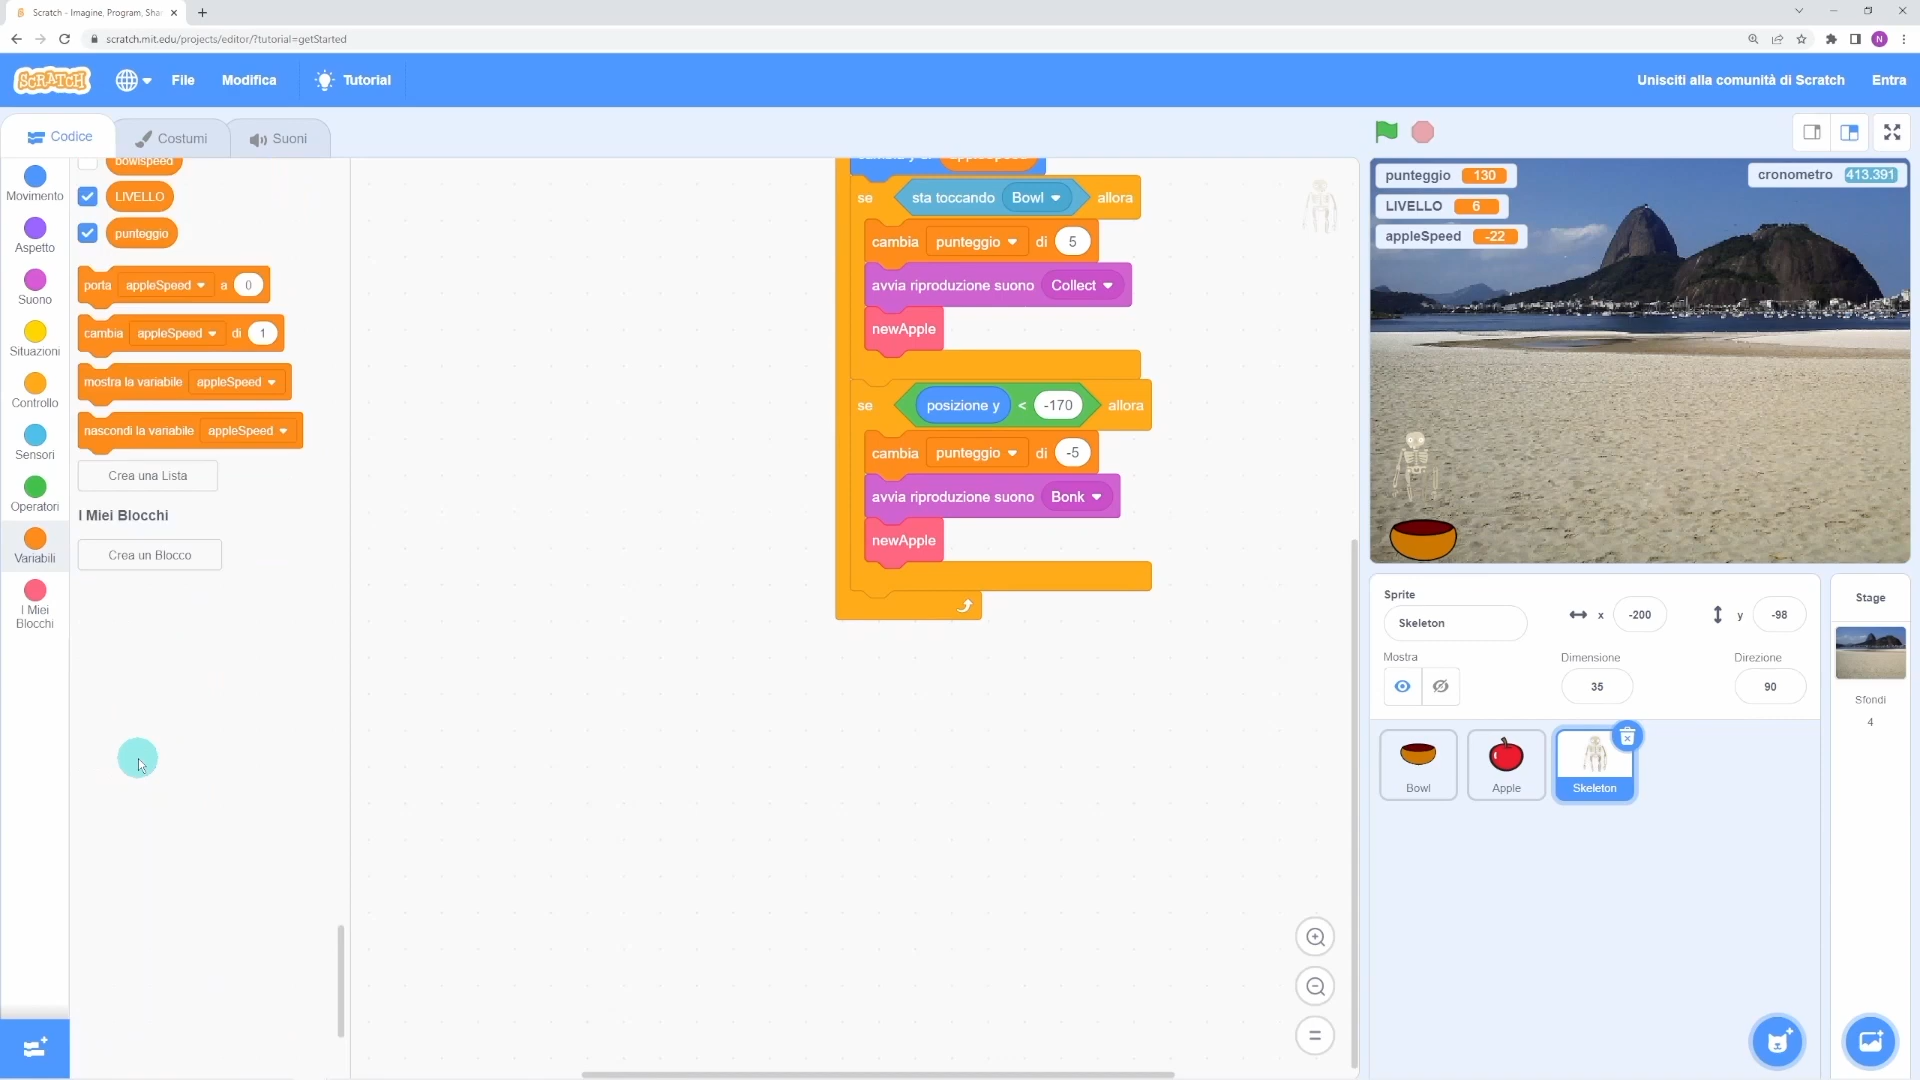 Scratch - Imagine, Program, Sha
scratch.mit.edu/projects/editor/?tutorial=getStarted
N
SCRATCH
File
Modifica
Tutorial
Unisciti alla comunità di Scratch
Entra
Codice
Costumi
Suoni
Movimento
Aspetto
Suono
Situazioni
Controllo
Sensori
Operatori
Variabili
I Miei
Blocchi
bowlspeed
LIVELLO
punteggio
porta appleSpeed a 0
cambia appleSpeed di 1
mostra la variabile appleSpeed
nascondi la variabile appleSpeed
Crea una Lista
I Miei Blocchi
Crea un Blocco
se sta toccando Bowl allora
cambia punteggio di 5
avvia riproduzione suono Collect
newApple
se posizione y < -170 allora
cambia punteggio di -5
avvia riproduzione suono Bonk
newApple
punteggio 130
cronometro 413.391
LIVELLO 6
appleSpeed -22
Sprite
Skeleton
x -200
y -98
Mostra
Dimensione
35
Direzione
90
Bowl
Apple
Skeleton
Stage
Sfondi
4